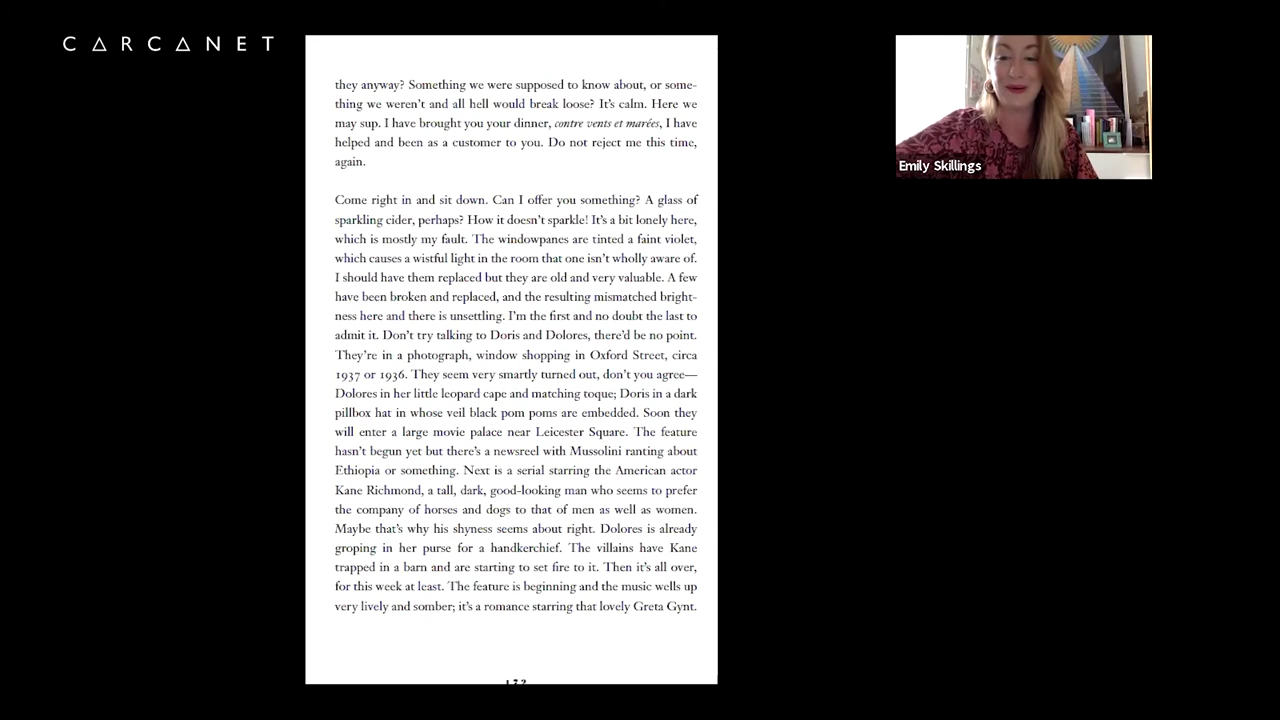 CARCANET
they anyway? Something we were supposed to know about, or some-
thing we weren't and all hell would break loose? It's calm. Here we
may sup. I have brought you your dinner, contre vents et marées, I have
helped and been as a customer to you. Do not reject me this time,
again.
Come right in and sit down. Can I offer you something? A glass of
sparkling cider, perhaps? How it doesn't sparkle! It's a bit lonely here,
which is mostly my fault. The windowpanes are tinted a faint violet,
which causes a wistful light in the room that one isn't wholly aware of.
I should have them replaced but they are old and very valuable. A few
have been broken and replaced, and the resulting mismatched bright-
ness here and there is unsettling. I'm the first and no doubt the last to
admit it. Don't try talking to Doris and Dolores, there'd be no point.
They're in a photograph, window shopping in Oxford Street, circa
1937 or 1936. They seem very smartly turned out, don't you agree—
Dolores in her little leopard cape and matching toque; Doris in a dark
pillbox hat in whose veil black pom poms are embedded. Soon they
will enter a large movie palace near Leicester Square. The feature
hasn't begun yet but there's a newsreel with Mussolini ranting about
Ethiopia or something. Next is a serial starring the American actor
Kane Richmond, a tall, dark, good-looking man who seems to prefer
the company of horses and dogs to that of men as well as women.
Maybe that's why his shyness seems about right. Dolores is already
groping in her purse for a handkerchief. The villains have Kane
trapped in a barn and are starting to set fire to it. Then it's all over,
for this week at least. The feature is beginning and the music wells up
very lively and somber; it's a romance starring that lovely Greta Gynt.
Emily Skillings